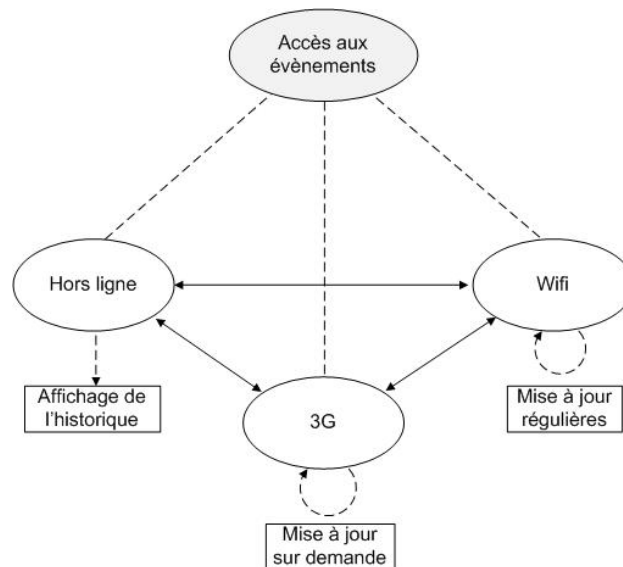 Accès aux
évènements
Hors ligne
Wifi
Affichage de
l'historique
3G
Mise à jour
régulières
Mise à jour
sur demande